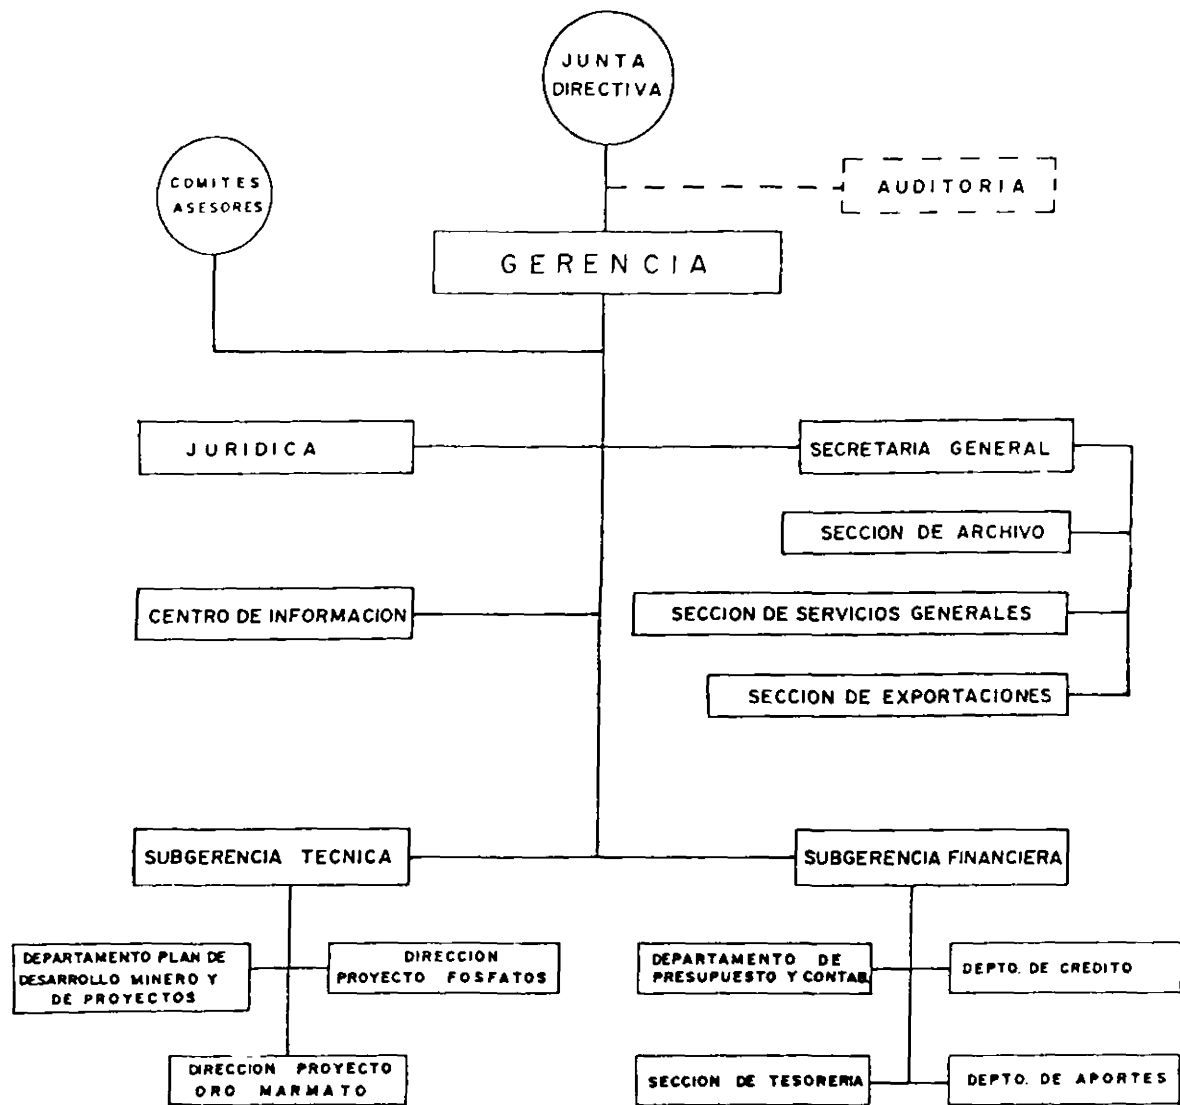 JUNTA
DIRECTIVA
COMITES
ASESORES
AUDITORIA
GERENCIA
JURIDICA
SECRETARIA GENERAL
SECCION DE ARCHIVO
CENTRO DE INFORMACION
SECCION DE SERVICIOS GENERALES
SECCION DE EXPORTACIONES
SUBGERENCIA TECNICA
SUBGERENCIA FINANCIERA
DEPARTAMENTO PLAN DE
DESARROLLO MINERO Y
DE PROYECTOS
DIRECCION
PROYECTO FOSFATOS
DEPARTAMENTO DE
PRESUPUESTO Y CONTAB.
DEPTO. DE CREDITO
DIRECCION PROYECTO
ORO MARMATO
SECCION DE TESORERIA
DEPTO. DE APORTES